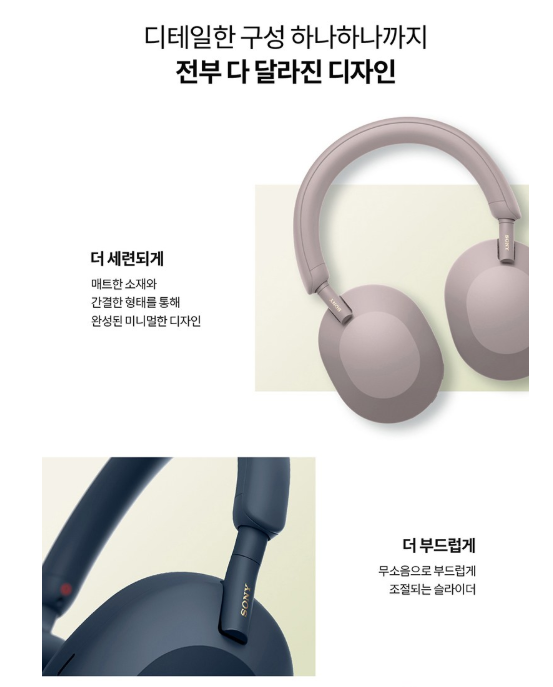 디테일한 구성 하나하나까지
전부 다 달라진 디자인
더 세련되게
매트한 소재와
간결한 형태를 통해
완성된 미니멀한 디자인
SONY
SONY
SONY
더 부드럽게
무소음으로 부드럽게
조절되는 슬라이더